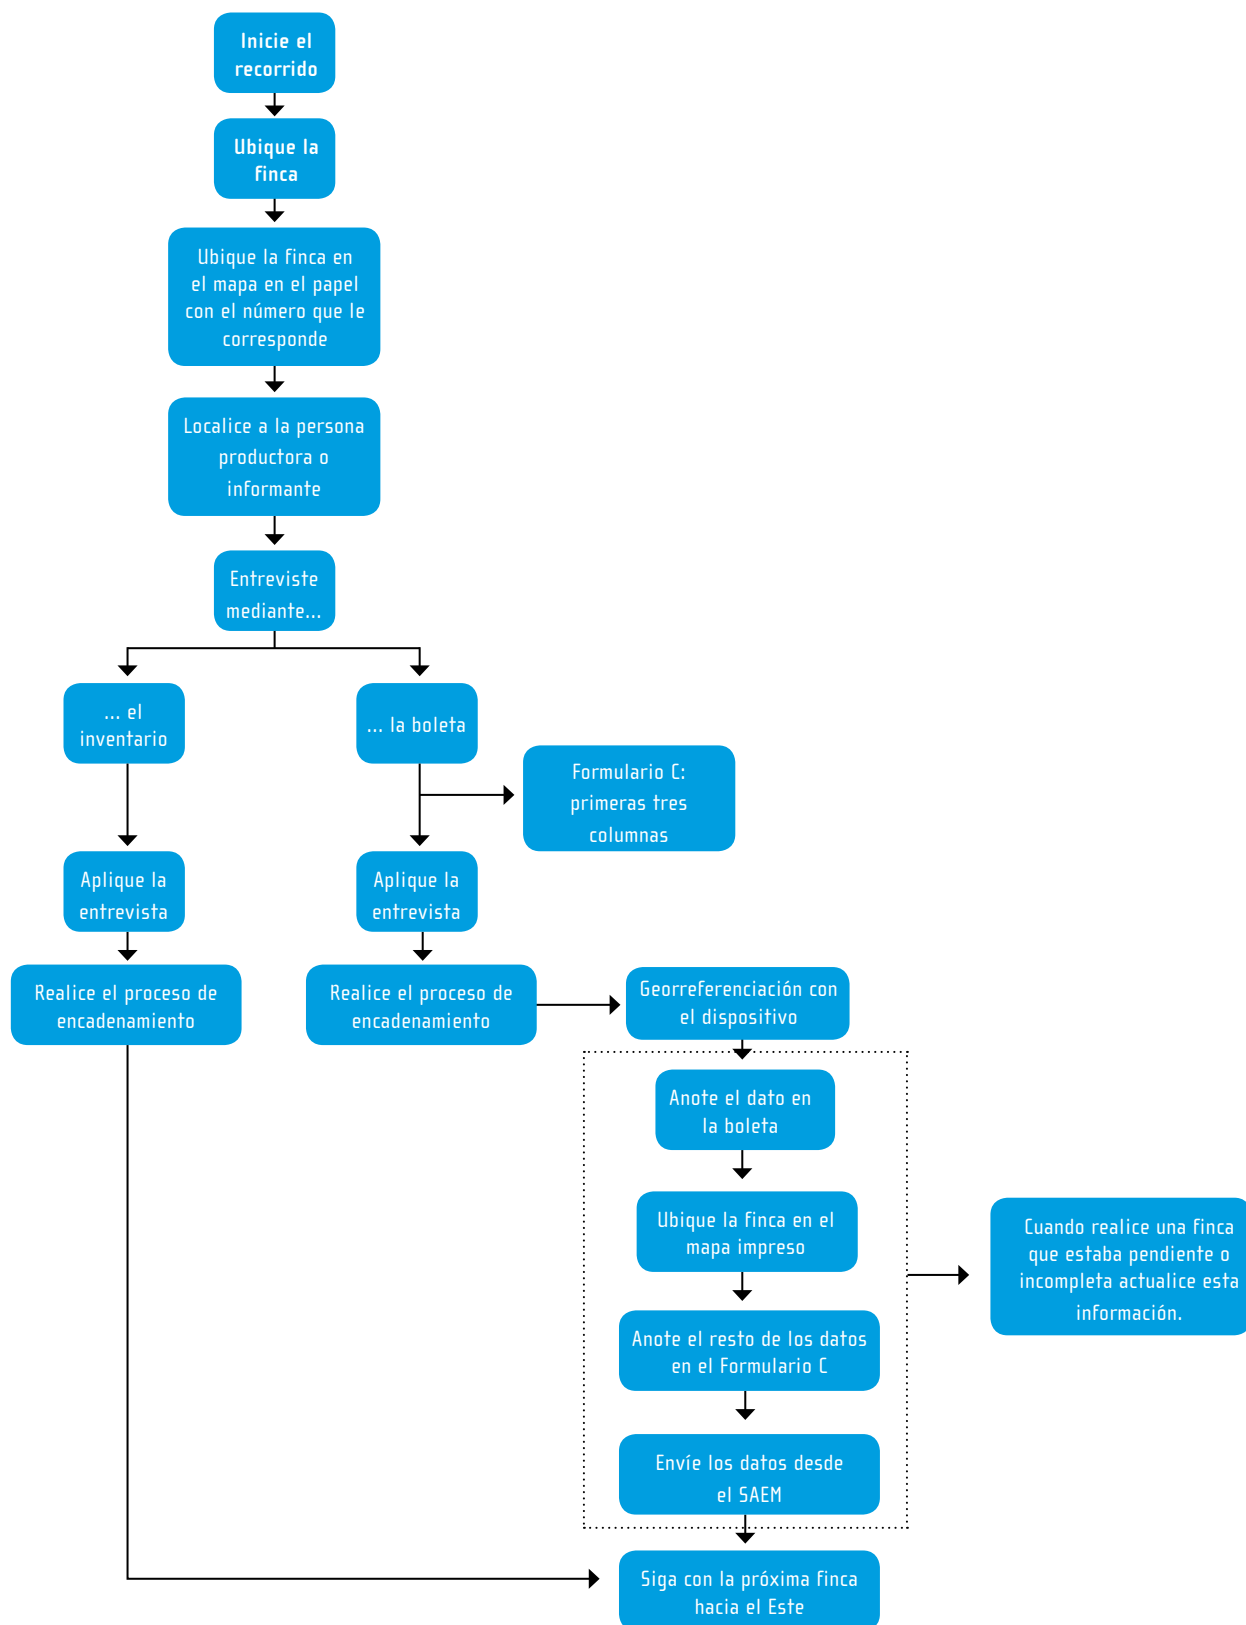 Inicie el
recorrido
Ubique la
finca
Ubique la finca en
el mapa en el papel
con el número que le
corresponde
Localice a la persona
productora o
informante
Entreviste
mediante...
... el
inventario
... la boleta
Formulario C:
primeras tres
columnas
Aplique la
entrevista
Aplique la
entrevista
Realice el proceso de
encadenamiento
Realice el proceso de
encadenamiento
Georreferenciación con
el dispositivo
Anote el dato en
la boleta
Ubique la finca en el
mapa impreso
Cuando realice una finca
que estaba pendiente o
incompleta actualice esta
información.
Anote el resto de los datos
en el Formulario C
Envíe los datos desde
el SAEM
Siga con la próxima finca
hacia el Este